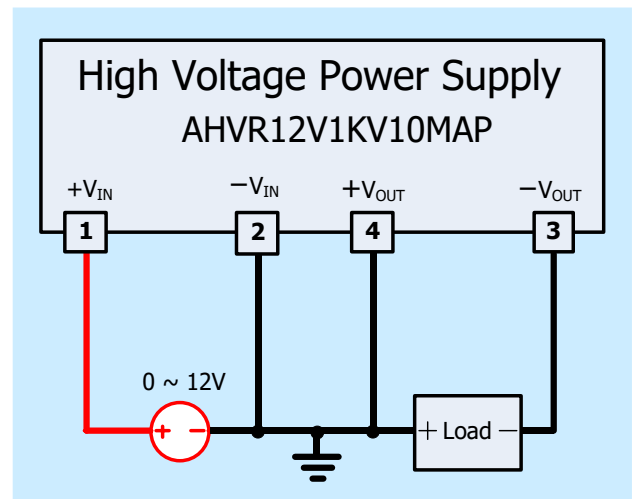 High Voltage Power Supply
AHVR12V1KV10MAP
+VIN −VIN +VOUT −VOUT
1 2 4 3
0 ~ 12V
+ −
+ Load −